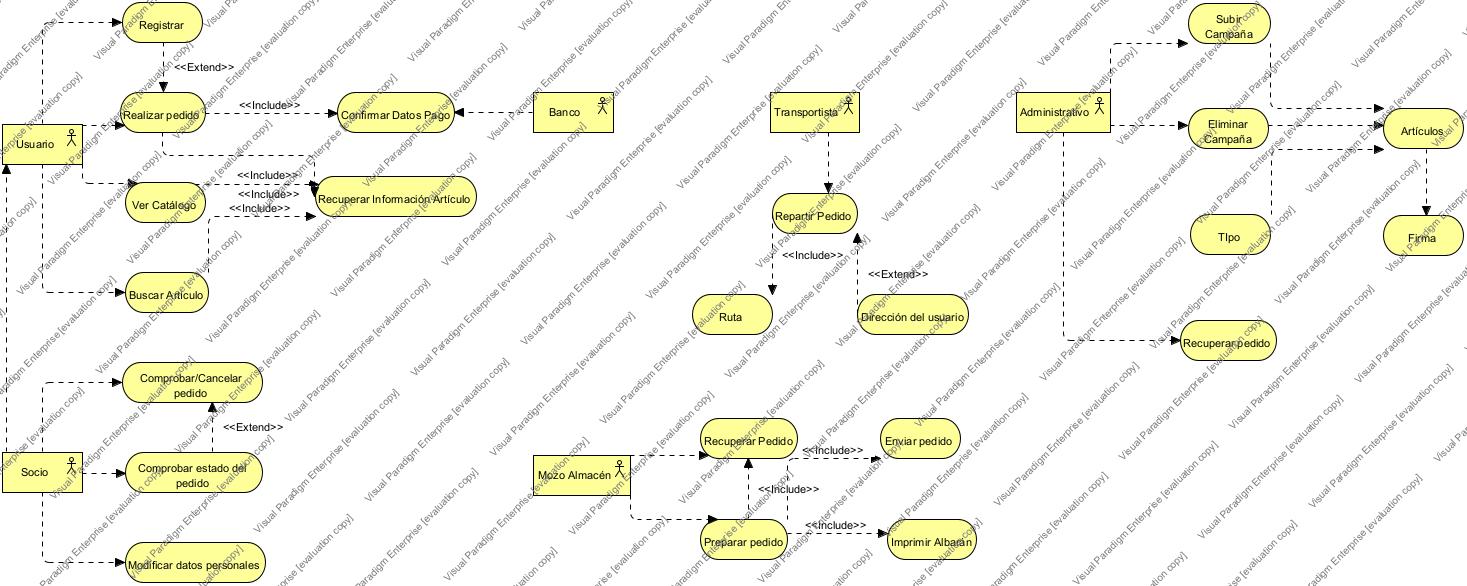 Registrar
<<Extend>>
Realizar pedido
<<Include>>
Confirmar Datos Pago
Banco
Usuario
<<Include>>
<<Include>>
<<Include>>
Recuperar Información Artículo
Ver Catálogo
Buscar Artículo
Comprobar/Cancelar
pedido
<<Extend>>
Socio
Comprobar estado del
pedido
Modificar datos personales
Transportista
Repartir Pedido
<<Include>>
<<Extend>>
Ruta
Dirección del usuario
Mozo Almacén
Recuperar Pedido
<<Include>>
Enviar pedido
<<Include>>
Preparar pedido
<<Include>>
Imprimir Albarán
Administrativo
Subir
Campaña
Eliminar
Campaña
Artículos
TIpo
Firma
Recuperar pedido
Visual Paradigm Enterprise [evaluation copy]